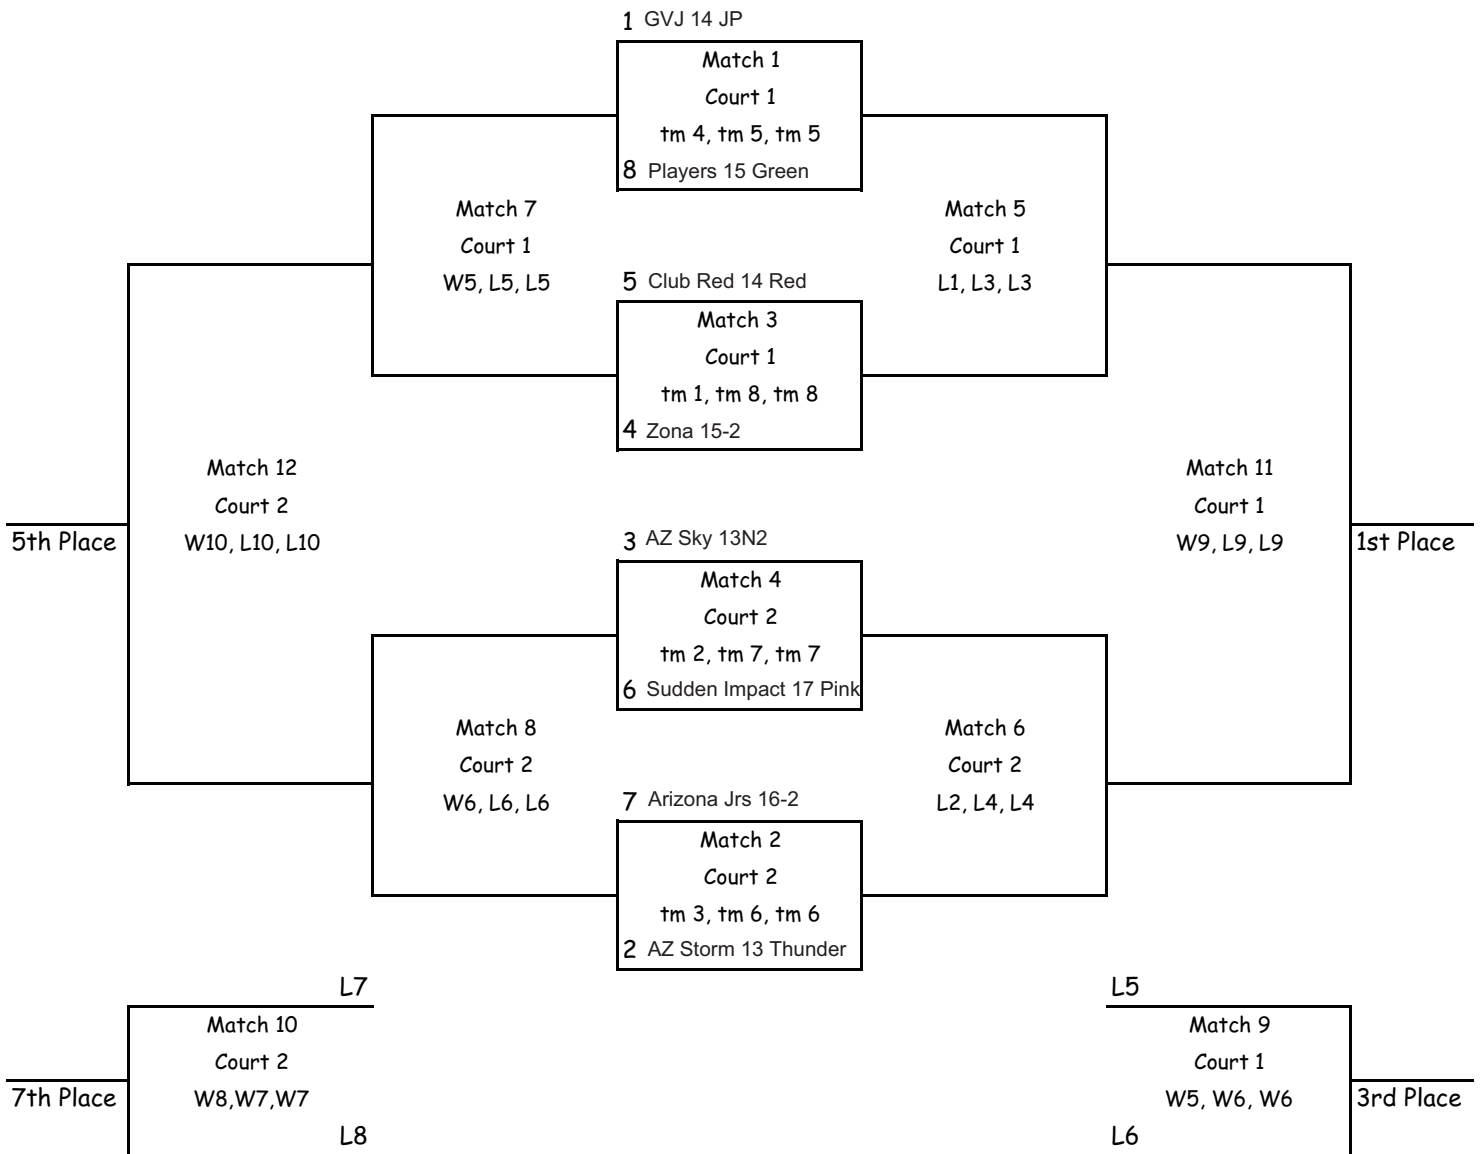 1 GVJ 14 JP
Match 1
Court 1
tm 4, tm 5, tm 5
8 Players 15 Green
Match 7
Court 1
W5, L5, L5
Match 5
Court 1
L1, L3, L3
5 Club Red 14 Red
Match 3
Court 1
tm 1, tm 8, tm 8
4 Zona 15-2
Match 12
Court 2
W10, L10, L10
5th Place
Match 11
Court 1
W9, L9, L9
1st Place
3 AZ Sky 13N2
Match 4
Court 2
tm 2, tm 7, tm 7
6 Sudden Impact 17 Pink
Match 8
Court 2
W6, L6, L6
Match 6
Court 2
L2, L4, L4
7 Arizona Jrs 16-2
Match 2
Court 2
tm 3, tm 6, tm 6
2 AZ Storm 13 Thunder
L7
Match 10
Court 2
W8,W7,W7
7th Place
L8
L5
Match 9
Court 1
W5, W6, W6
3rd Place
L6